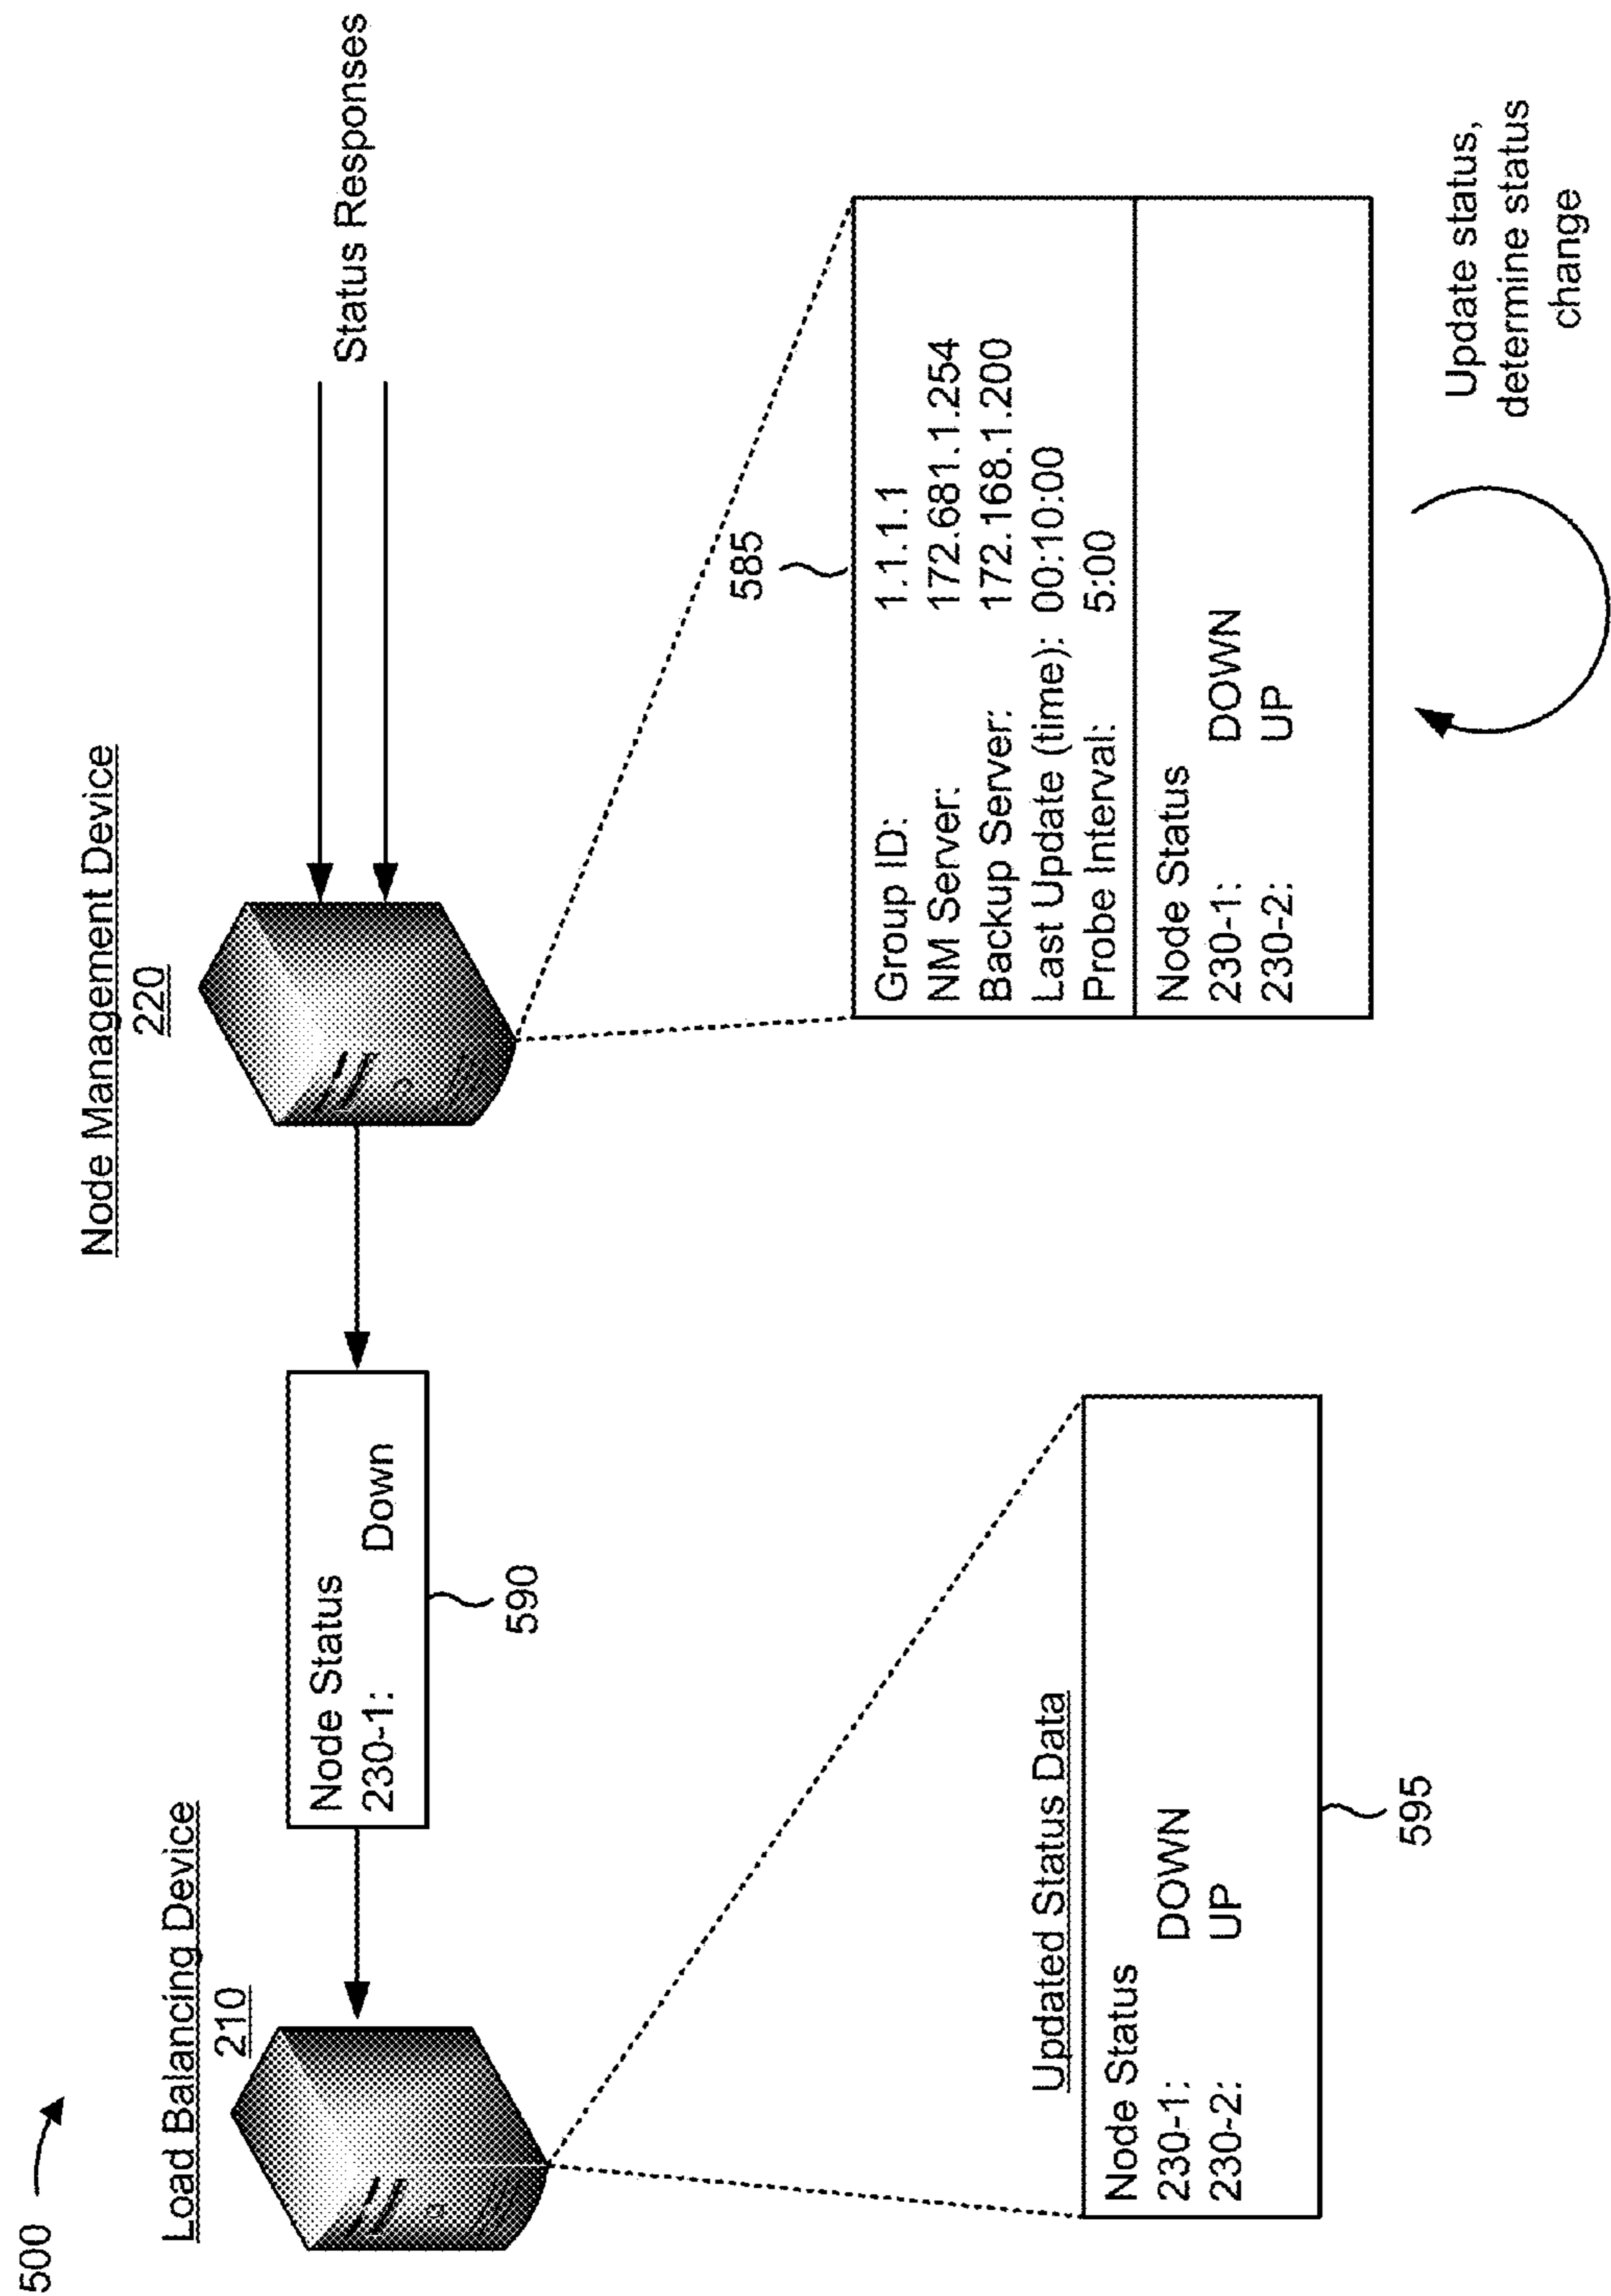 500
Load Balancing Device
210
Node Management Device
220
Status Responses
Node Status
230-1: Down
590
585
Group ID: 1.1.1.1
NM Server: 172.681.1.254
Backup Server: 172.168.1.200
Last Update (time): 00:10:00
Probe Interval: 5:00
Node Status
230-1: DOWN
230-2: UP
Update status,
determine status
change
Updated Status Data
Node Status
230-1: DOWN
230-2: UP
595